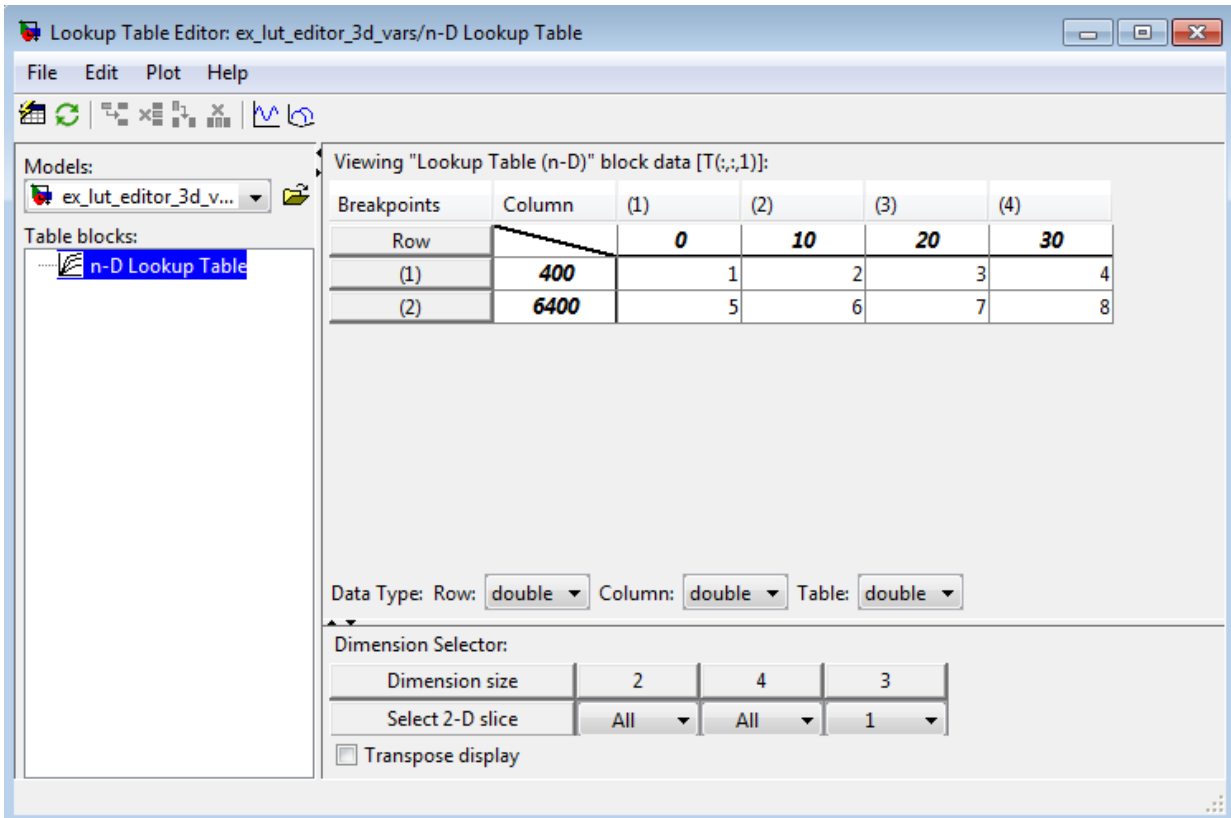 Lookup Table Editor: ex_lut_editor_3d_vars/n-D Lookup Table
File Edit Plot Help
Models:
ex_lut_editor_3d_v...
Table blocks:
n-D Lookup Table
Viewing "Lookup Table (n-D)" block data [T(:,:,1)]:
Breakpoints Column (1) (2) (3) (4)
Row 0 10 20 30
(1) 400 1 2 3 4
(2) 6400 5 6 7 8
Data Type: Row: double Column: double Table: double
Dimension Selector:
Dimension size 2 4 3
Select 2-D slice All All 1
Transpose display